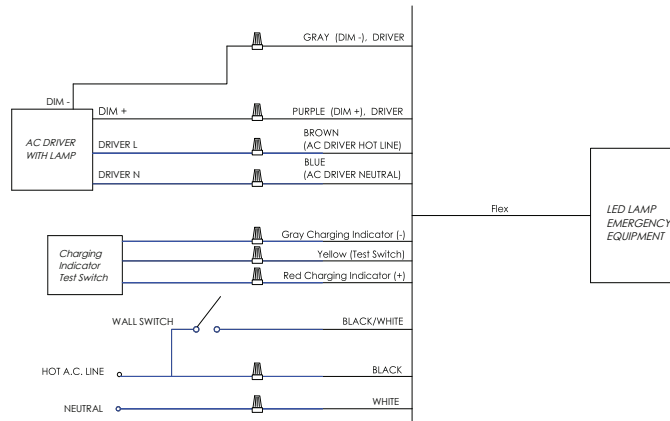 GRAY (DIM -), DRIVER
DIM -
DIM +
PURPLE (DIM +), DRIVER
AC DRIVER
WITH LAMP
DRIVER L
BROWN
(AC DRIVER HOT LINE)
DRIVER N
BLUE
(AC DRIVER NEUTRAL)
Flex
LED LAMP
EMERGENCY
EQUIPMENT
Charging
Indicator
Test Switch
Gray Charging Indicator (-)
Yellow (Test Switch)
Red Charging Indicator (+)
WALL SWITCH
BLACK/WHITE
HOT A.C. LINE
BLACK
NEUTRAL
WHITE